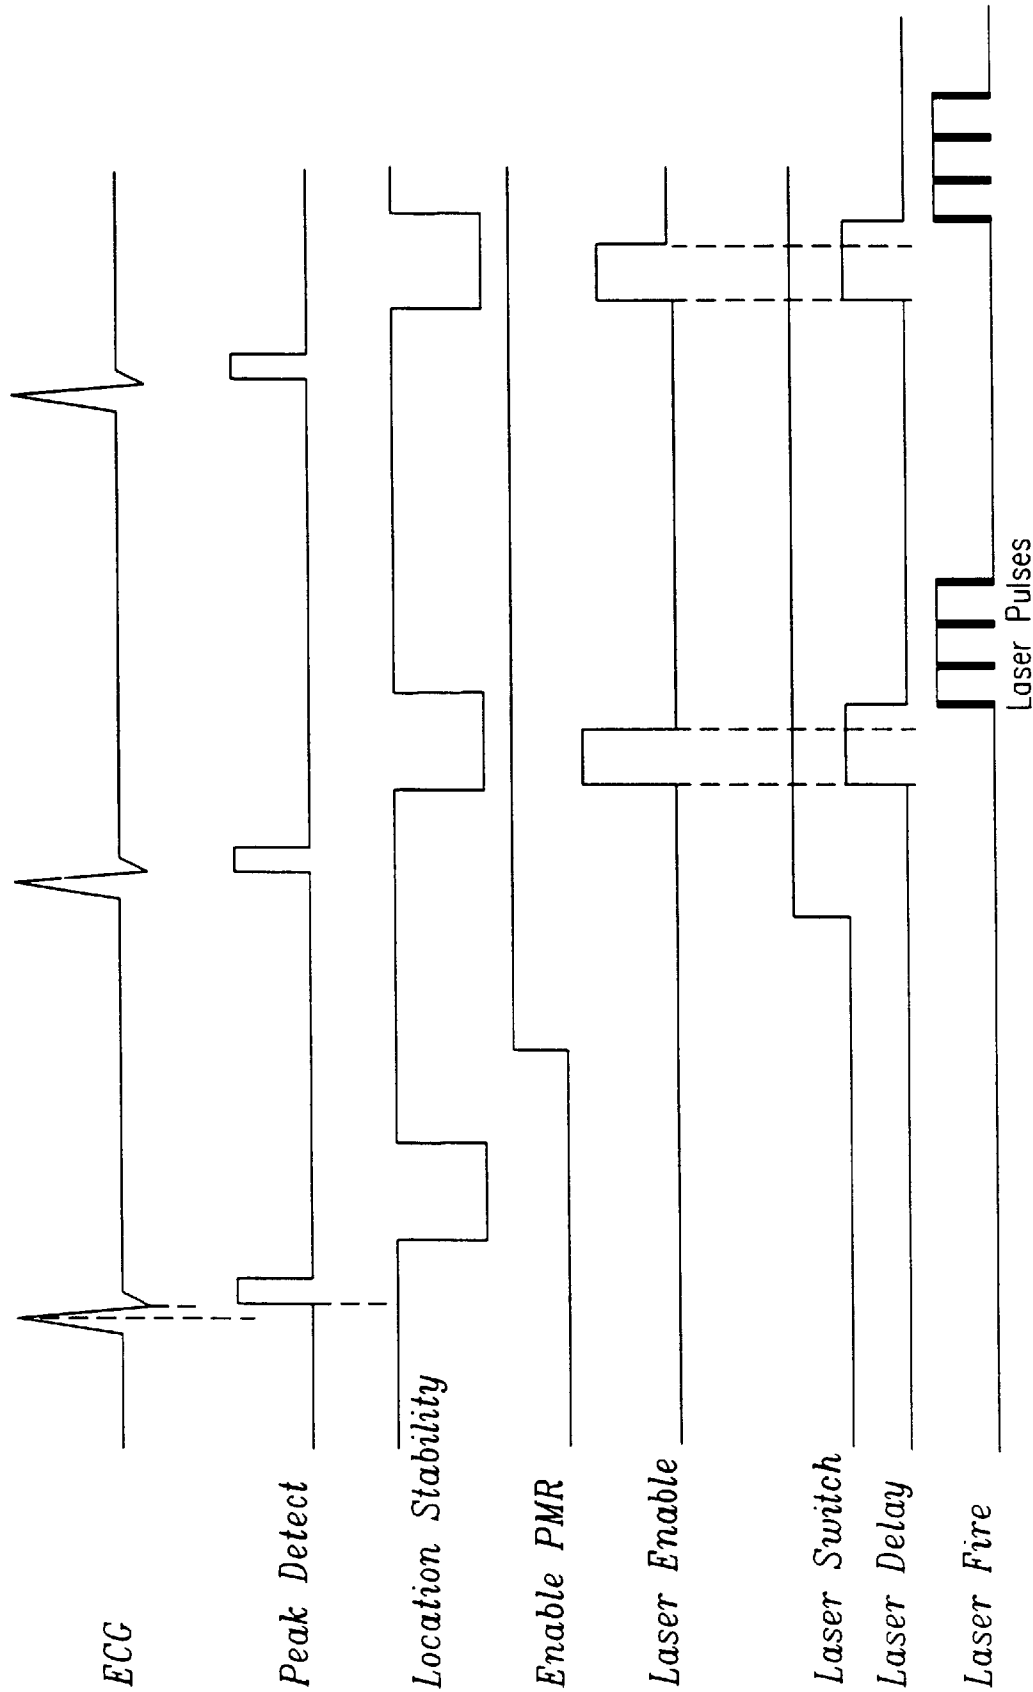 ECG
Peak Detect
Location Stability
Enable PMR
Laser Enable
Laser Switch
Laser Delay
Laser Fire
Laser Pulses